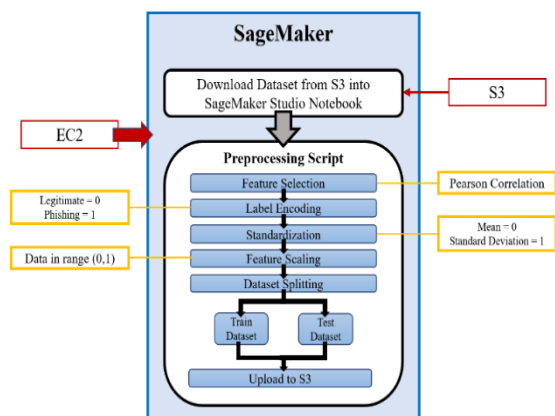 SageMaker
Download Dataset from S3 into
SageMaker Studio Notebook
S3
EC2
Preprocessing Script
Feature Selection
Pearson Correlation
Legitimate = 0
Phishing = 1
Label Encoding
Standardization
Mean = 0
Standard Deviation = 1
Data in range (0,1)
Feature Scaling
Dataset Splitting
Train
Dataset
Test
Dataset
Upload to S3